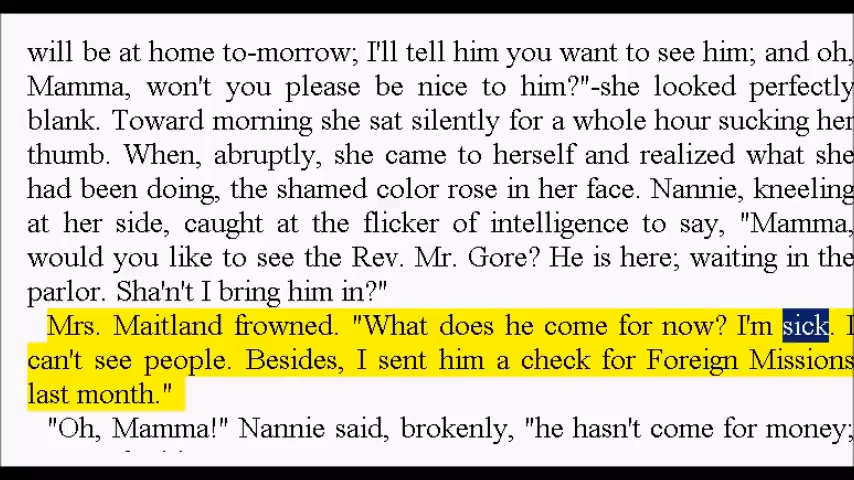 will be at home to-morrow; I'll tell him you want to see him; and oh,
Mamma, won't you please be nice to him?"-she looked perfectly
blank. Toward morning she sat silently for a whole hour sucking her
thumb. When, abruptly, she came to herself and realized what she
had been doing, the shamed color rose in her face. Nannie, kneeling
at her side, caught at the flicker of intelligence to say, "Mamma,
would you like to see the Rev. Mr. Gore? He is here; waiting in the
parlor. Sha'n't I bring him in?"
Mrs. Maitland frowned. "What does he come for now? I'm sick. I
can't see people. Besides, I sent him a check for Foreign Missions
last month."
"Oh, Mamma!" Nannie said, brokenly, "he hasn't come for money;